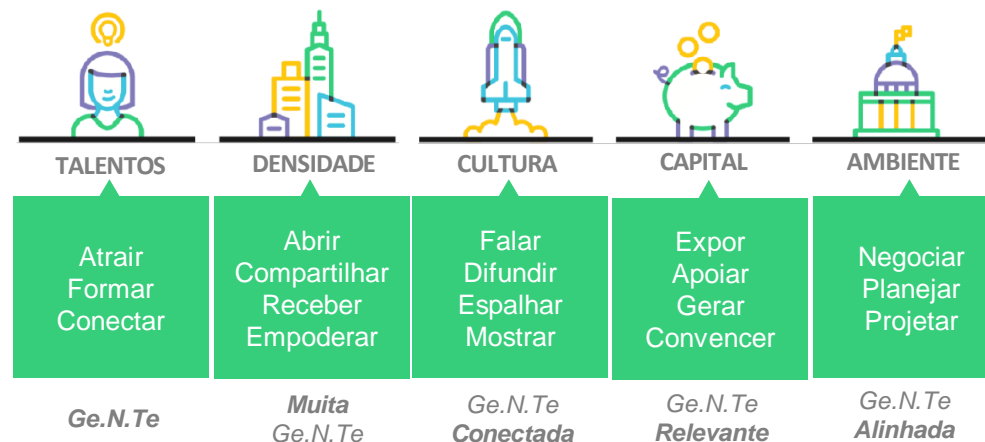 TALENTOS
DENSIDADE
CULTURA
CAPITAL
AMBIENTE
Atrair
Formar
Conectar
Abrir
Compartilhar
Receber
Empoderar
Falar
Difundir
Espalhar
Mostrar
Expor
Apoiar
Gerar
Convencer
Negociar
Planejar
Projetar
Ge.N.Te
Muita
Ge.N.Te
Ge.N.Te
Conectada
Ge.N.Te
Relevante
Ge.N.Te
Alinhada